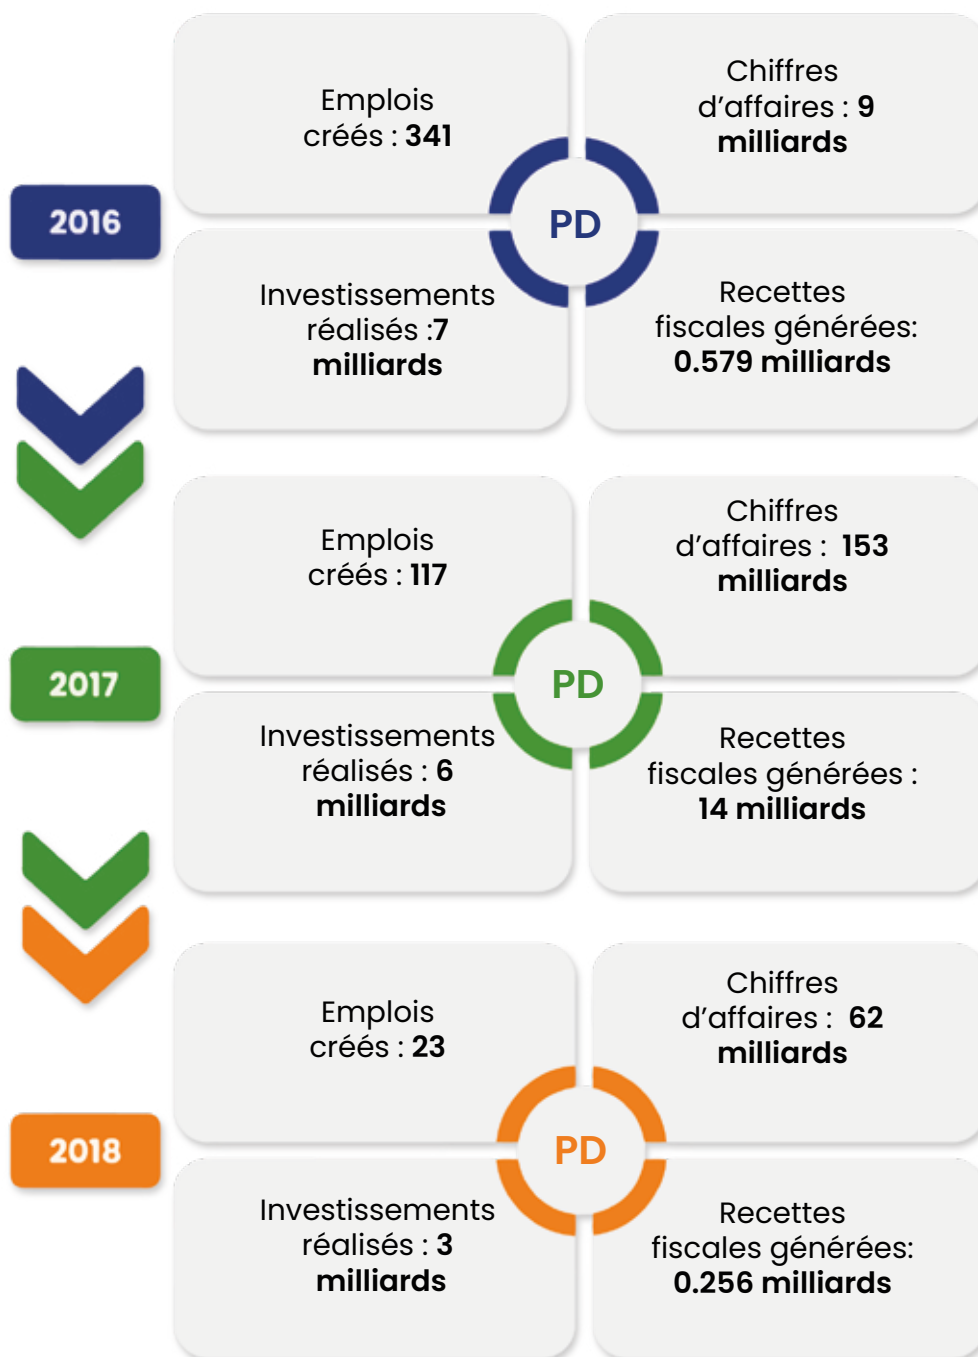 2016
Emplois
créés : 341
Chiffres
d'affaires : 9
milliards
PD
Investissements
réalisés :7
milliards
Recettes
fiscales générées:
0.579 milliards
2017
Emplois
créés : 117
Chiffres
d'affaires : 153
milliards
PD
Investissements
réalisés : 6
milliards
Recettes
fiscales générées :
14 milliards
2018
Emplois
créés : 23
Chiffres
d'affaires : 62
milliards
PD
Investissements
réalisés : 3
milliards
Recettes
fiscales générées:
0.256 milliards